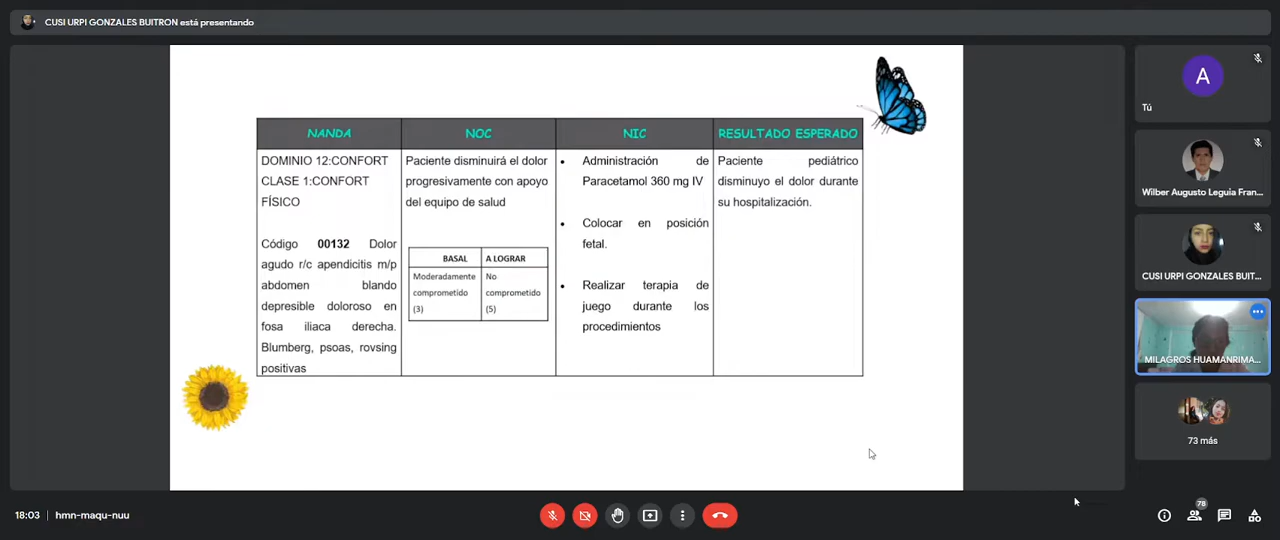 CUSI URPI GONZALES BUITRON está presentando
NANDA
NOC
NIC
RESULTADO ESPERADO
DOMINIO 12:CONFORT
CLASE 1:CONFORT
FÍSICO
Código 00132 Dolor
agudo r/c apendicitis m/p
abdomen blando
depresible doloroso en
fosa iliaca derecha.
Blumberg, psoas, rovsing
positivas
Paciente disminuirá el dolor
progresivamente con apoyo
del equipo de salud
BASAL
A LOGRAR
Moderadamente
comprometido
(3)
No
comprometido
(5)
• Administración de
Paracetamol 360 mg IV
• Colocar en posición
fetal.
• Realizar terapia de
juego durante los
procedimientos
Paciente pediátrico
disminuyo el dolor durante
su hospitalización.
A
Tú
Wilber Augusto Leguia Fran...
CUSI URPI GONZALES BUIT...
MILAGROS HUAMANRIMA...
73 más
18:03 | hmn-maqu-nuu
78